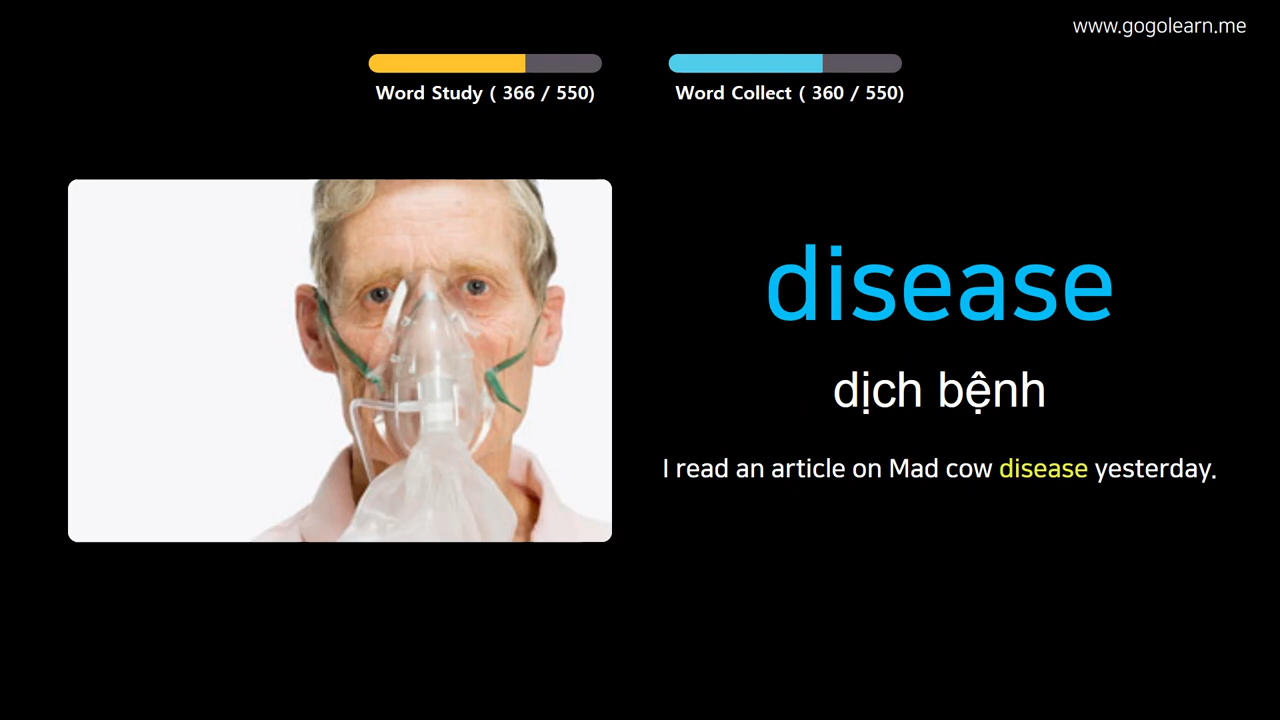 www.gogolearn.me
Word Study ( 366 / 550)
Word Collect ( 360 / 550)
disease
dịch bệnh
I read an article on Mad cow disease yesterday.